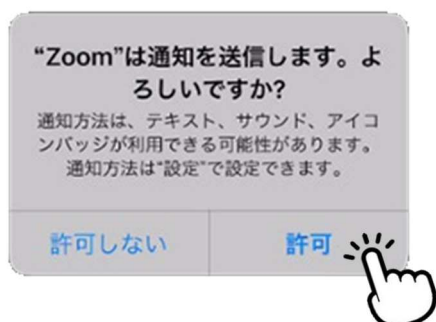 “Zoom”は通知を送信します。よ
ろしいですか?
通知方法は、テキスト、サウンド、アイコ
ンバッジが利用できる可能性があります。
通知方法は“設定”で設定できます。
許可しない
許可